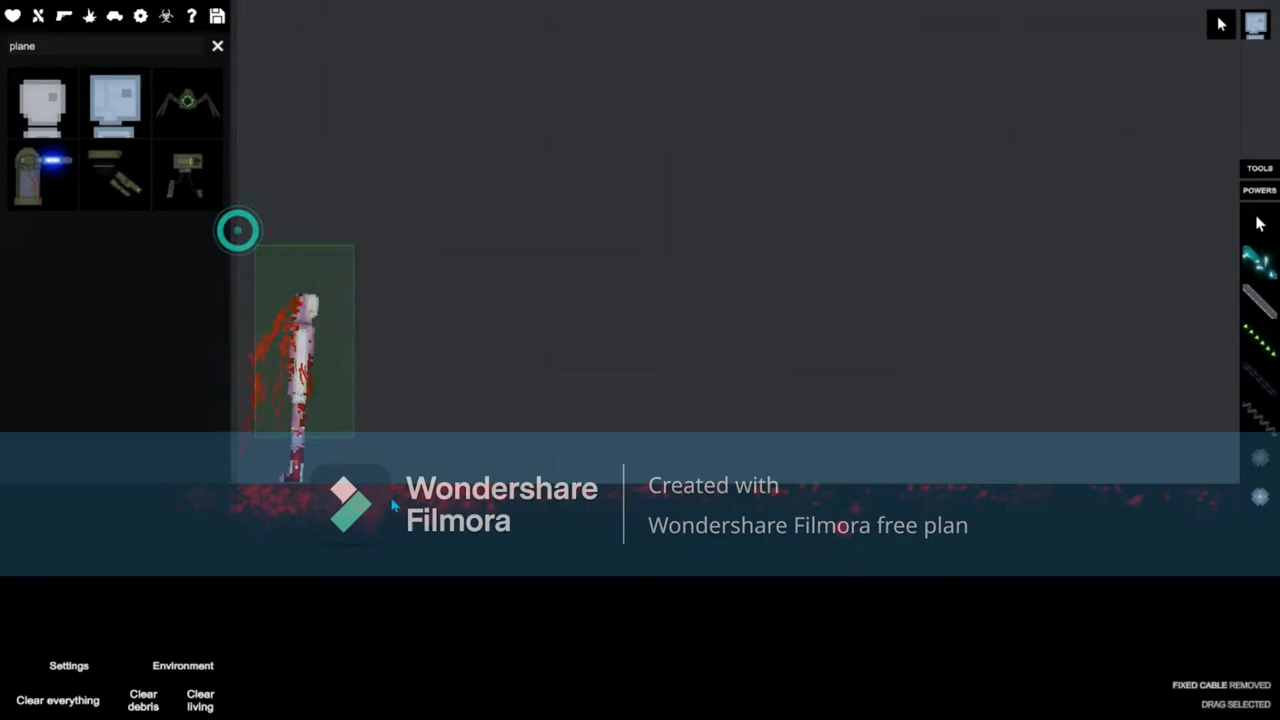 plane
TOOLS
POWERS
Wondershare
Filmora
Created with
Wondershare Filmora free plan
Settings
Environment
Clear everything
Clear
debris
Clear
living
FIXED CABLE REMOVED
DRAG SELECTED